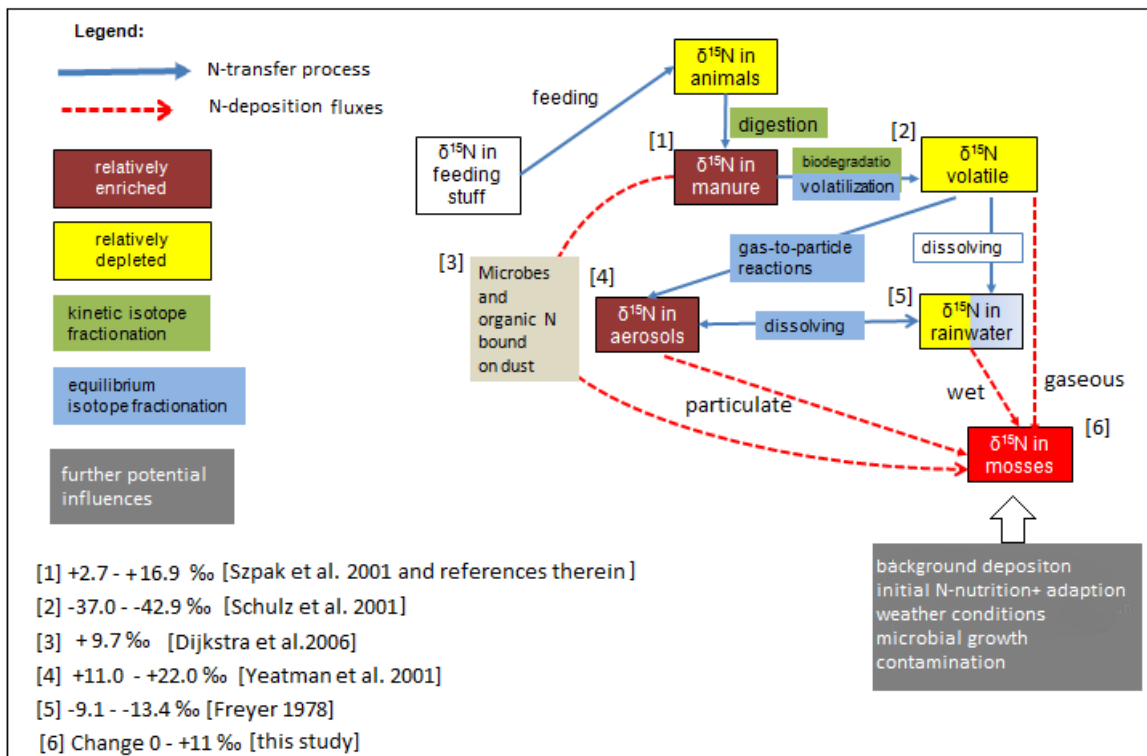 Legend:
N-transfer process
N-deposition fluxes
relatively
enriched
relatively
depleted
kinetic isotope
fractionation
equilibrium
isotope fractionation
further potential
influences
δ¹⁵N in
animals
feeding
digestion
δ¹⁵N in
feeding
stuff
[1]
δ¹⁵N in
manure
biodegradatio
volatilization
[2]
δ¹⁵N
volatile
gas-to-particle
reactions
dissolving
[3]
Microbes
and
organic N
bound
on dust
[4]
δ¹⁵N in
aerosols
dissolving
[5]
δ¹⁵N in
rainwater
particulate
wet
gaseous
δ¹⁵N in
mosses
[6]
background depositon
initial N-nutrition+ adaption
weather conditions
microbial growth
contamination
[1] +2.7 - +16.9 ‰ [Szpak et al. 2001 and references therein ]
[2] -37.0 - -42.9 ‰ [Schulz et al. 2001]
[3] + 9.7 ‰ [Dijkstra et al.2006]
[4] +11.0 - +22.0 ‰ [Yeatman et al. 2001]
[5] -9.1 - -13.4 ‰ [Freyer 1978]
[6] Change 0 - +11 ‰ [this study]